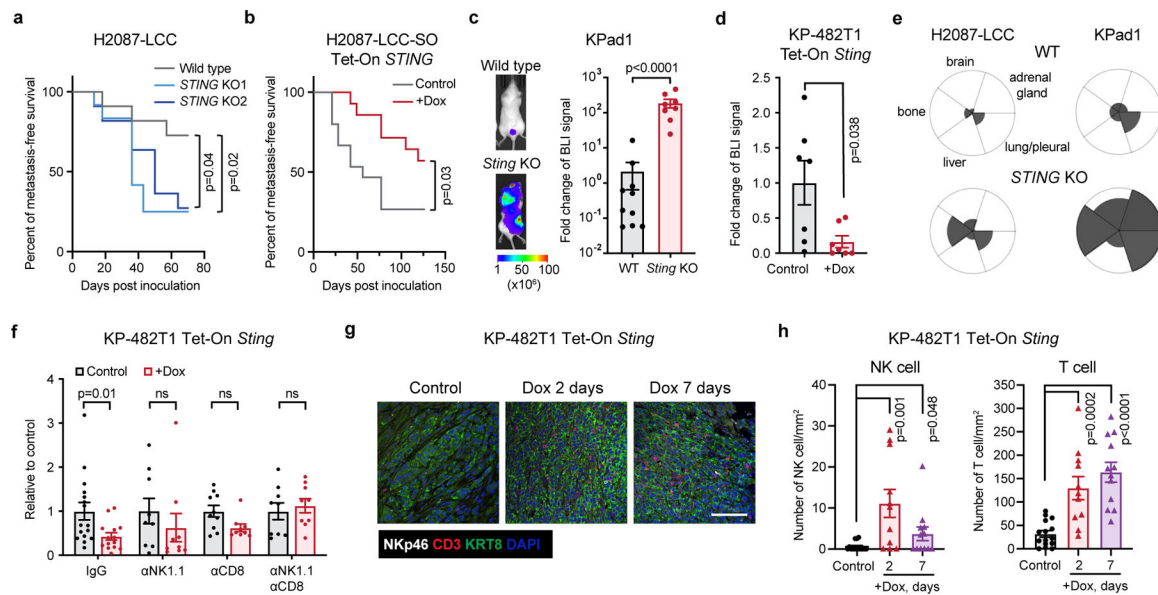 a
H2087-LCC
Percent of metastasis-free survival
100
50
0
0
20
40
60
80
Days post inoculation
Wild type
STING KO1
STING KO2
p=0.04
p=0.02
b
H2087-LCC-SO
Tet-On STING
Percent of metastasis-free survival
100
50
0
0
50
100
150
Days post inoculation
Control
+Dox
p=0.03
c
KPad1
Wild type
Sting KO
1
100
(x10⁶)
Fold change of BLI signal
p<0.0001
10³
10²
10¹
10⁰
10⁻¹
10⁻²
WT
Sting KO
d
KP-482T1
Tet-On Sting
Fold change of BLI signal
2.5
2.0
1.5
1.0
0.5
0.0
p=0.038
Control
+Dox
e
H2087-LCC
KPad1
WT
brain
adrenal
gland
bone
liver
lung/pleural
STING KO
f
KP-482T1 Tet-On Sting
Control
+Dox
Relative to control
4
3
2
1
0
p=0.01
ns
ns
ns
IgG
αNK1.1
αCD8
αNK1.1
αCD8
g
KP-482T1 Tet-On Sting
Control
Dox 2 days
Dox 7 days
NKp46 CD3 KRT8 DAPI
h
KP-482T1 Tet-On Sting
NK cell
Number of NK cell/mm²
40
30
20
10
0
p=0.001
p=0.048
Control
2
7
+Dox, days
T cell
Number of T cell/mm²
350
300
250
200
150
100
50
0
p=0.0002
p<0.0001
Control
2
7
+Dox, days